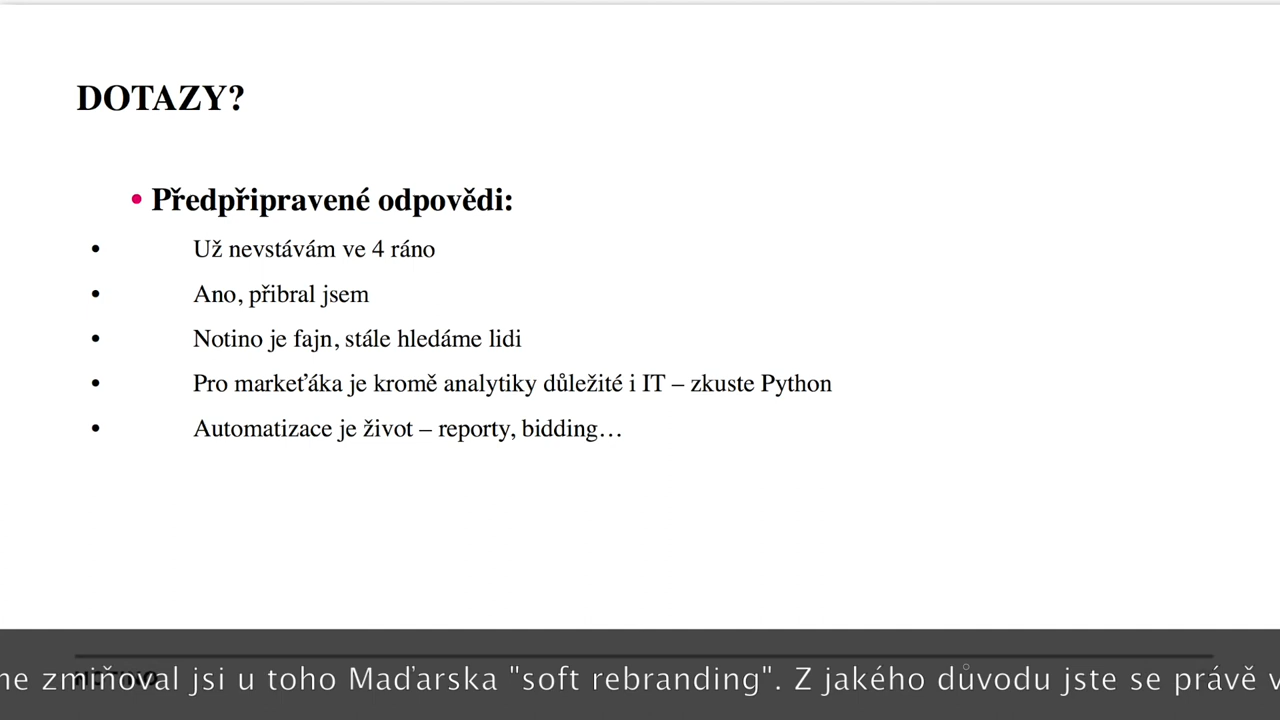 DOTAZY?
• Předpřipravené odpovědi:
• Už nevstávám ve 4 ráno
• Ano, přibral jsem
• Notino je fajn, stále hledáme lidi
• Pro markeťáka je kromě analytiky důležité i IT – zkuste Python
• Automatizace je život – reporty, bidding…
zmiňoval jsi u toho Maďarska "soft rebranding". Z jakého důvodu jste se právě